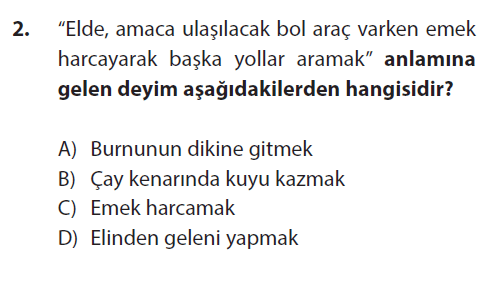 2. “Elde, amaca ulaşılacak bol araç varken emek
harcayarak başka yollar aramak” anlamına
gelen deyim aşağıdakilerden hangisidir?
A) Burnunun dikine gitmek
B) Çay kenarında kuyu kazmak
C) Emek harcamak
D) Elinden geleni yapmak